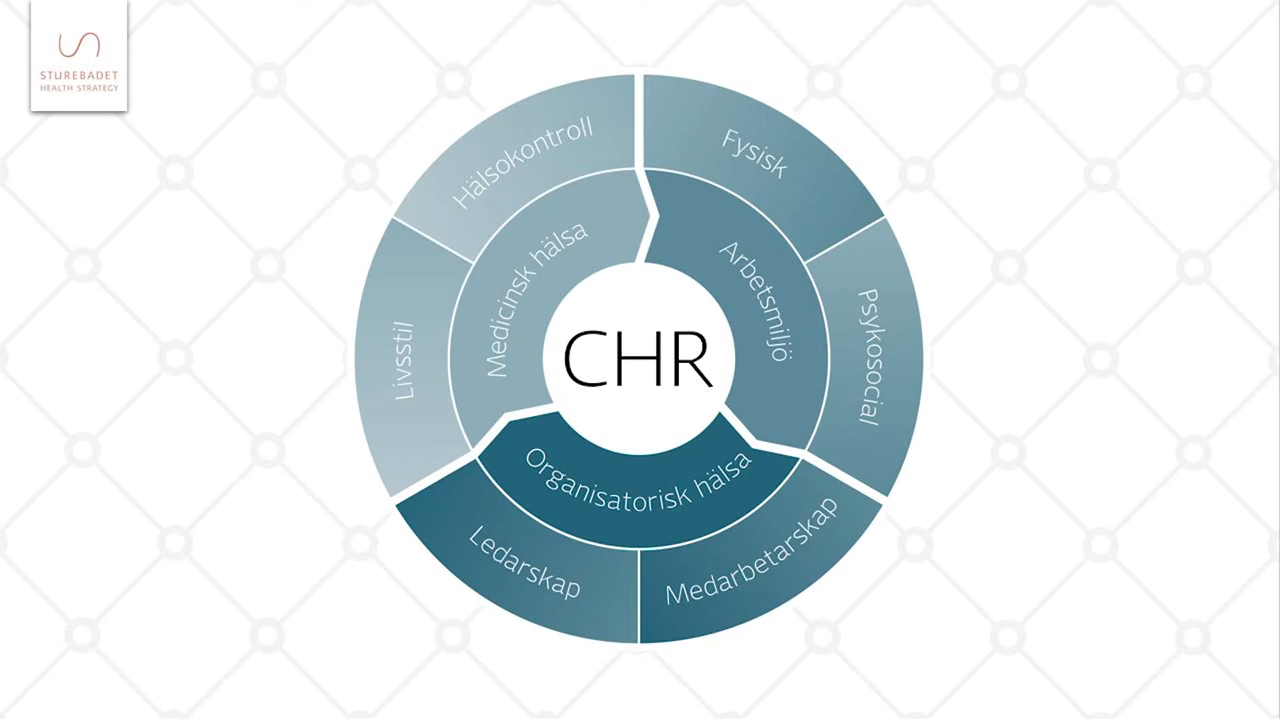 STUREBADET
HEALTH STRATEGY
Hälsokontroll
Fysisk
Medicinsk hälsa
Arbetsmiljö
Livsstil
CHR
Psykosocial
Organisatorisk hälsa
Ledarskap
Medarbetarskap